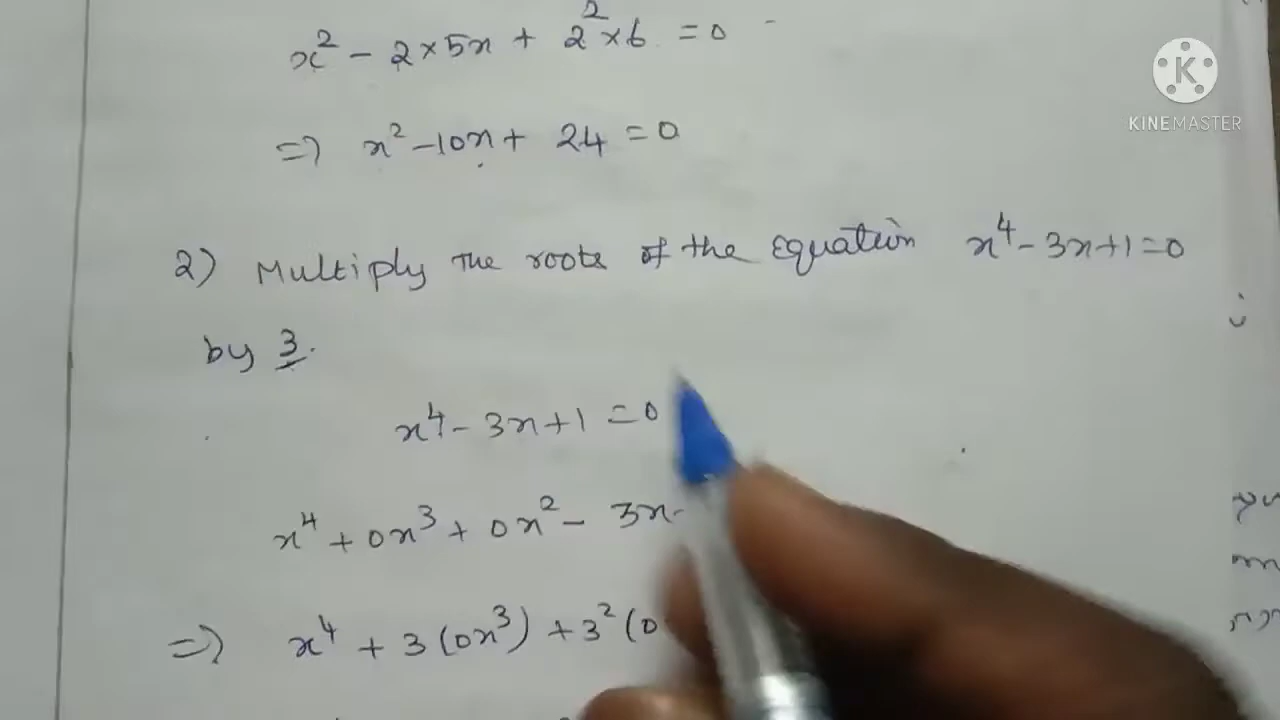 x² - 2×5x + 2²×6 = 0
K
KINEMASTER
=) x² - 10x + 24 = 0
2) Multiply the roots of the Equation x⁴ - 3x + 1 = 0
by 3.
x⁴ - 3x + 1 = 0
x⁴ + 0x³ + 0x² - 3x
=) x⁴ + 3(0x³) + 3²(0